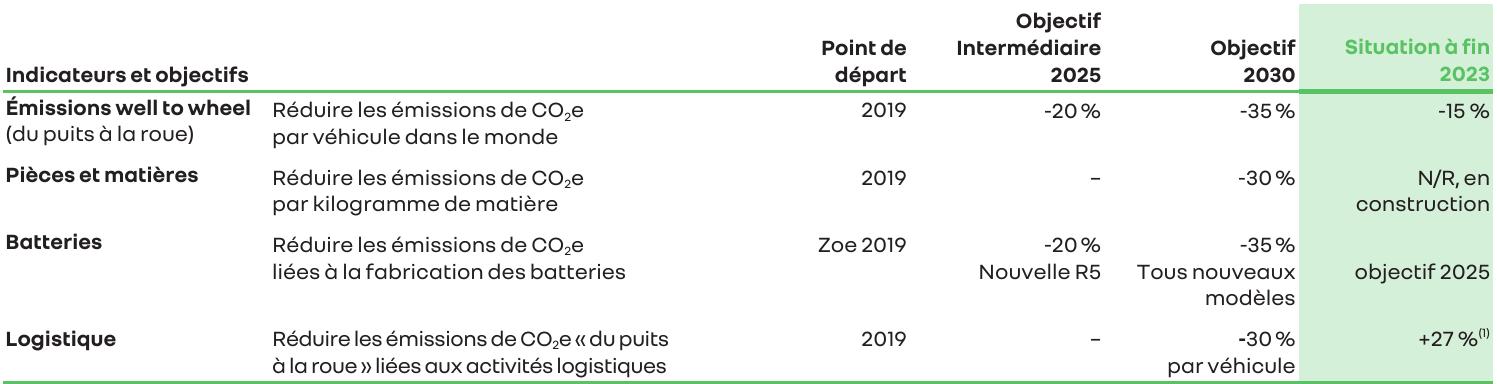 Indicateurs et objectifs
Point de
départ
Objectif
Intermédiaire
2025
Objectif
2030
Situation à fin
2023
Émissions well to wheel
(du puits à la roue)
Réduire les émissions de CO₂e
par véhicule dans le monde
2019
-20 %
-35 %
-15 %
Pièces et matières
Réduire les émissions de CO₂e
par kilogramme de matière
2019
–
-30 %
N/R, en
construction
Batteries
Réduire les émissions de CO₂e
liées à la fabrication des batteries
Zoe 2019
-20 %
Nouvelle R5
-35 %
Tous nouveaux
modèles
objectif 2025
Logistique
Réduire les émissions de CO₂e « du puits
à la roue » liées aux activités logistiques
2019
–
-30 %
par véhicule
+27 %⁽¹⁾